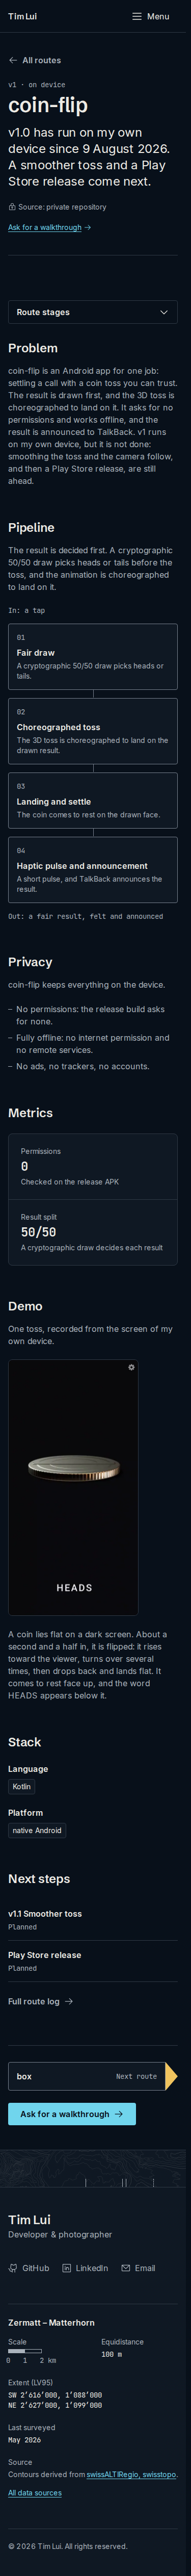 Tim Lui
Menu
All routes
v1 · on device
coin-flip
v1.0 has run on my own
device since 9 August 2026.
A smoother toss and a Play
Store release come next.
Source: private repository
Ask for a walkthrough
Route stages
Problem
coin-flip is an Android app for one job:
settling a call with a coin toss you can trust.
The result is drawn first, and the 3D toss is
choreographed to land on it. It asks for no
permissions and works offline, and the
result is announced to TalkBack. v1 runs
on my own device, but it is not done:
smoothing the toss and the camera follow,
and then a Play Store release, are still
ahead.
Pipeline
The result is decided first. A cryptographic
50/50 draw picks heads or tails before the
toss, and the animation is choreographed
to land on it.
In: a tap
01
Fair draw
A cryptographic 50/50 draw picks heads or
tails.
02
Choreographed toss
The 3D toss is choreographed to land on the
drawn result.
03
Landing and settle
The coin comes to rest on the drawn face.
04
Haptic pulse and announcement
A short pulse, and TalkBack announces the
result.
Out: a fair result, felt and announced
Privacy
coin-flip keeps everything on the device.
– No permissions: the release build asks
for none.
– Fully offline: no internet permission and
no remote services.
– No ads, no trackers, no accounts.
Metrics
Permissions
0
Checked on the release APK
Result split
50/50
A cryptographic draw decides each result
Demo
One toss, recorded from the screen of my
own device.
HEADS
A coin lies flat on a dark screen. About a
second and a half in, it is flipped: it rises
toward the viewer, turns over several
times, then drops back and lands flat. It
comes to rest face up, and the word
HEADS appears below it.
Stack
Language
Kotlin
Platform
native Android
Next steps
v1.1 Smoother toss
Planned
Play Store release
Planned
Full route log
box
Next route
Ask for a walkthrough
Tim Lui
Developer & photographer
GitHub
LinkedIn
Email
Zermatt – Matterhorn
Scale
0 1 2 km
Equidistance
100 m
Extent (LV95)
SW 2’616’000, 1’088’000
NE 2’627’000, 1’099’000
Last surveyed
May 2026
Source
Contours derived from swissALTIRegio, swisstopo.
All data sources
© 2026 Tim Lui. All rights reserved.